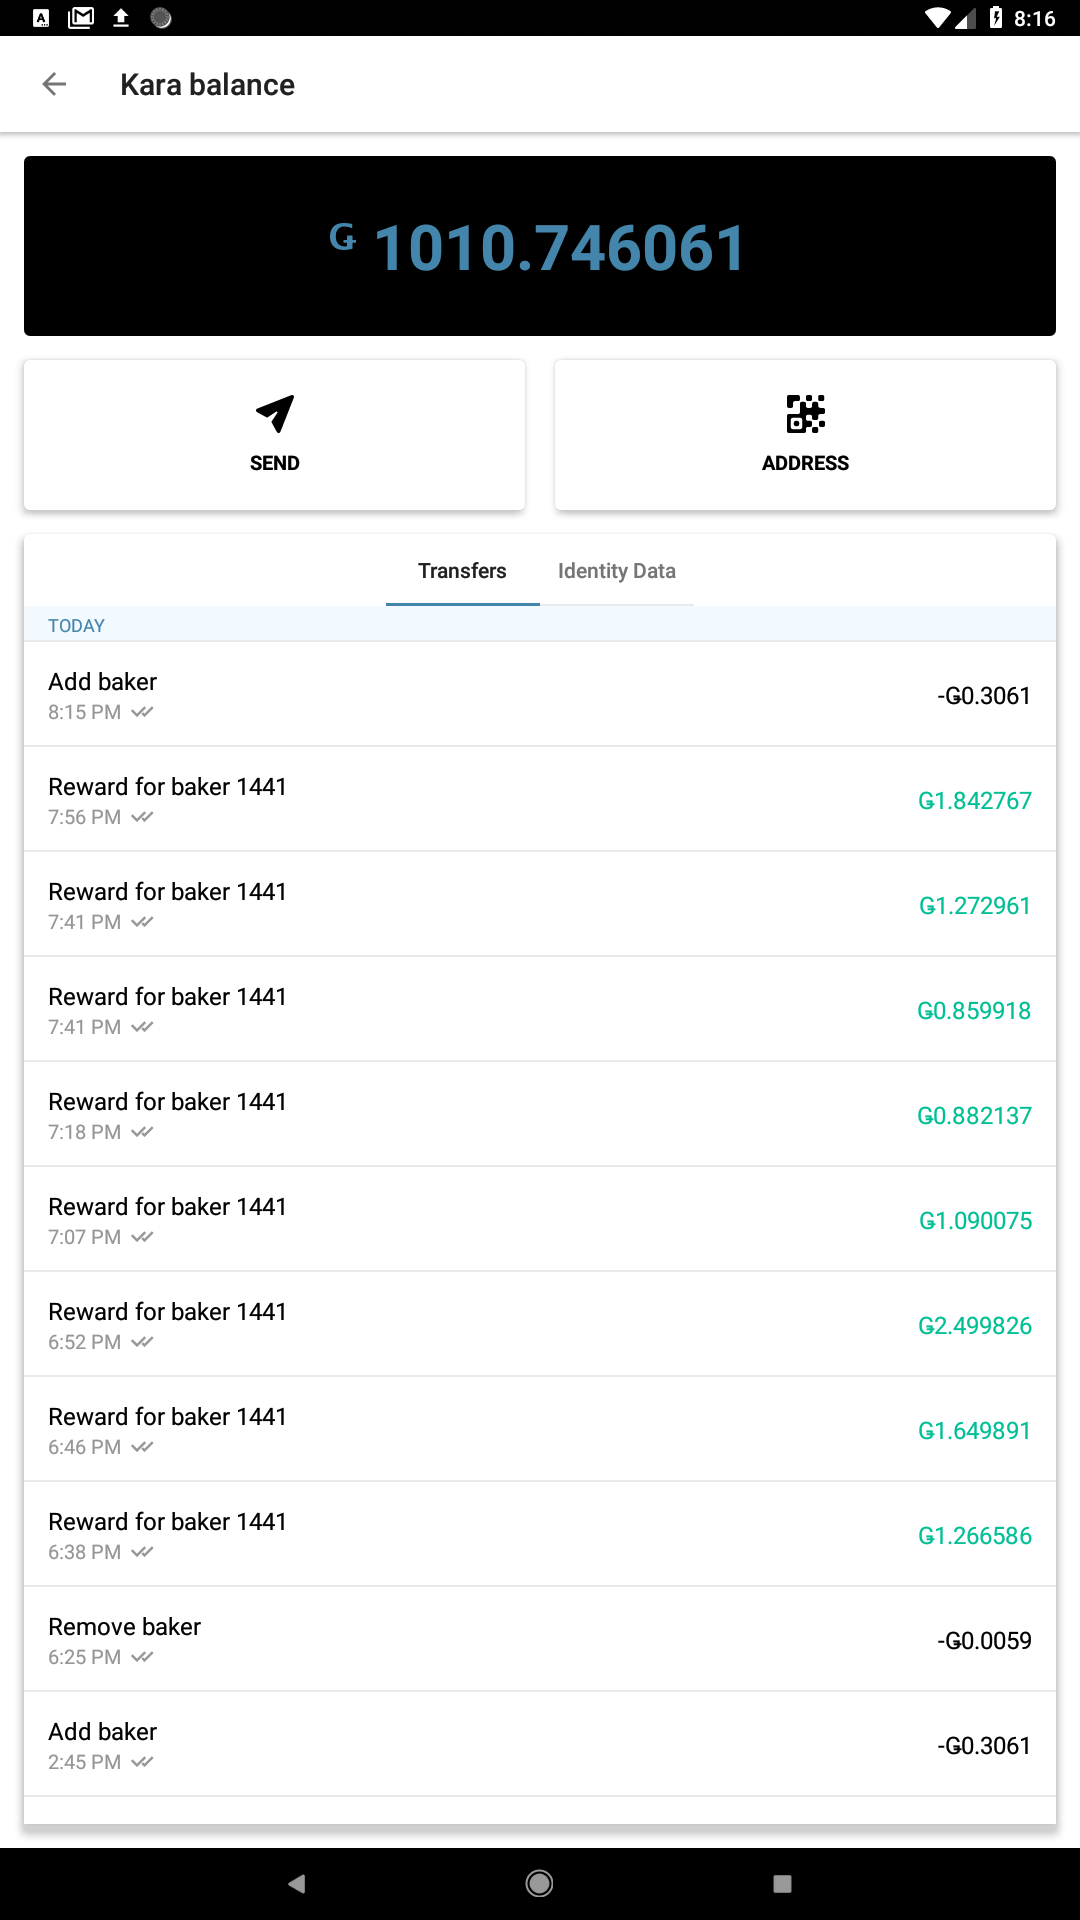 8:16
Kara balance
Ǥ 1010.746061
SEND
ADDRESS
Transfers
Identity Data
TODAY
Add baker
8:15 PM
-Ǥ0.3061
Reward for baker 1441
7:56 PM
Ǥ1.842767
Reward for baker 1441
7:41 PM
Ǥ1.272961
Reward for baker 1441
7:41 PM
Ǥ0.859918
Reward for baker 1441
7:18 PM
Ǥ0.882137
Reward for baker 1441
7:07 PM
Ǥ1.090075
Reward for baker 1441
6:52 PM
Ǥ2.499826
Reward for baker 1441
6:46 PM
Ǥ1.649891
Reward for baker 1441
6:38 PM
Ǥ1.266586
Remove baker
6:25 PM
-Ǥ0.0059
Add baker
2:45 PM
-Ǥ0.3061